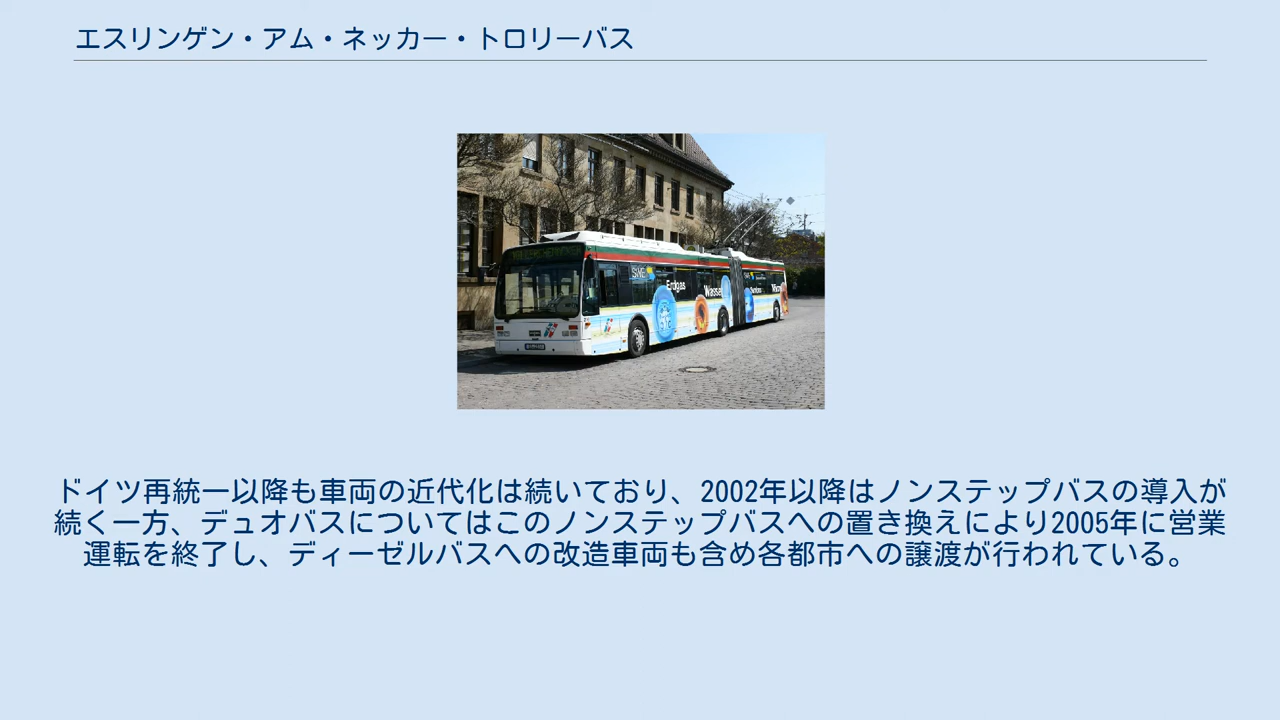 エスリンゲン・アム・ネッカー・トロリーバス
Erdgas
ドイツ再統一以降も車両の近代化は続いており、2002年以降はノンステップバスの導入が
続く一方、デュオバスについてはこのノンステップバスへの置き換えにより2005年に営業
運転を終了し、ディーゼルバスへの改造車両も含め各都市への譲渡が行われている。